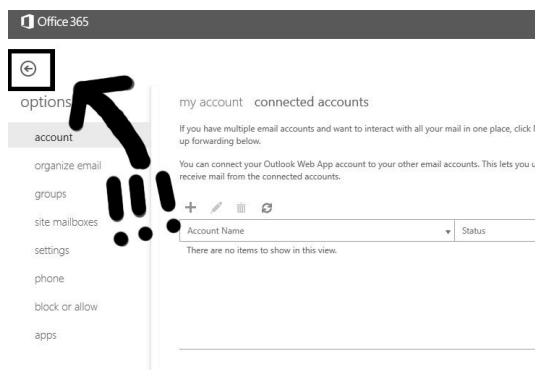 Office 365
options
account
organize email
groups
site mailboxes
settings
phone
block or allow
apps
my account connected accounts
If you have multiple email accounts and want to interact with all your mail in one place, click
up forwarding below.
You can connect your Outlook Web App account to your other email accounts. This lets you u
receive mail from the connected accounts.
Account Name Status
There are no items to show in this view.
!!!